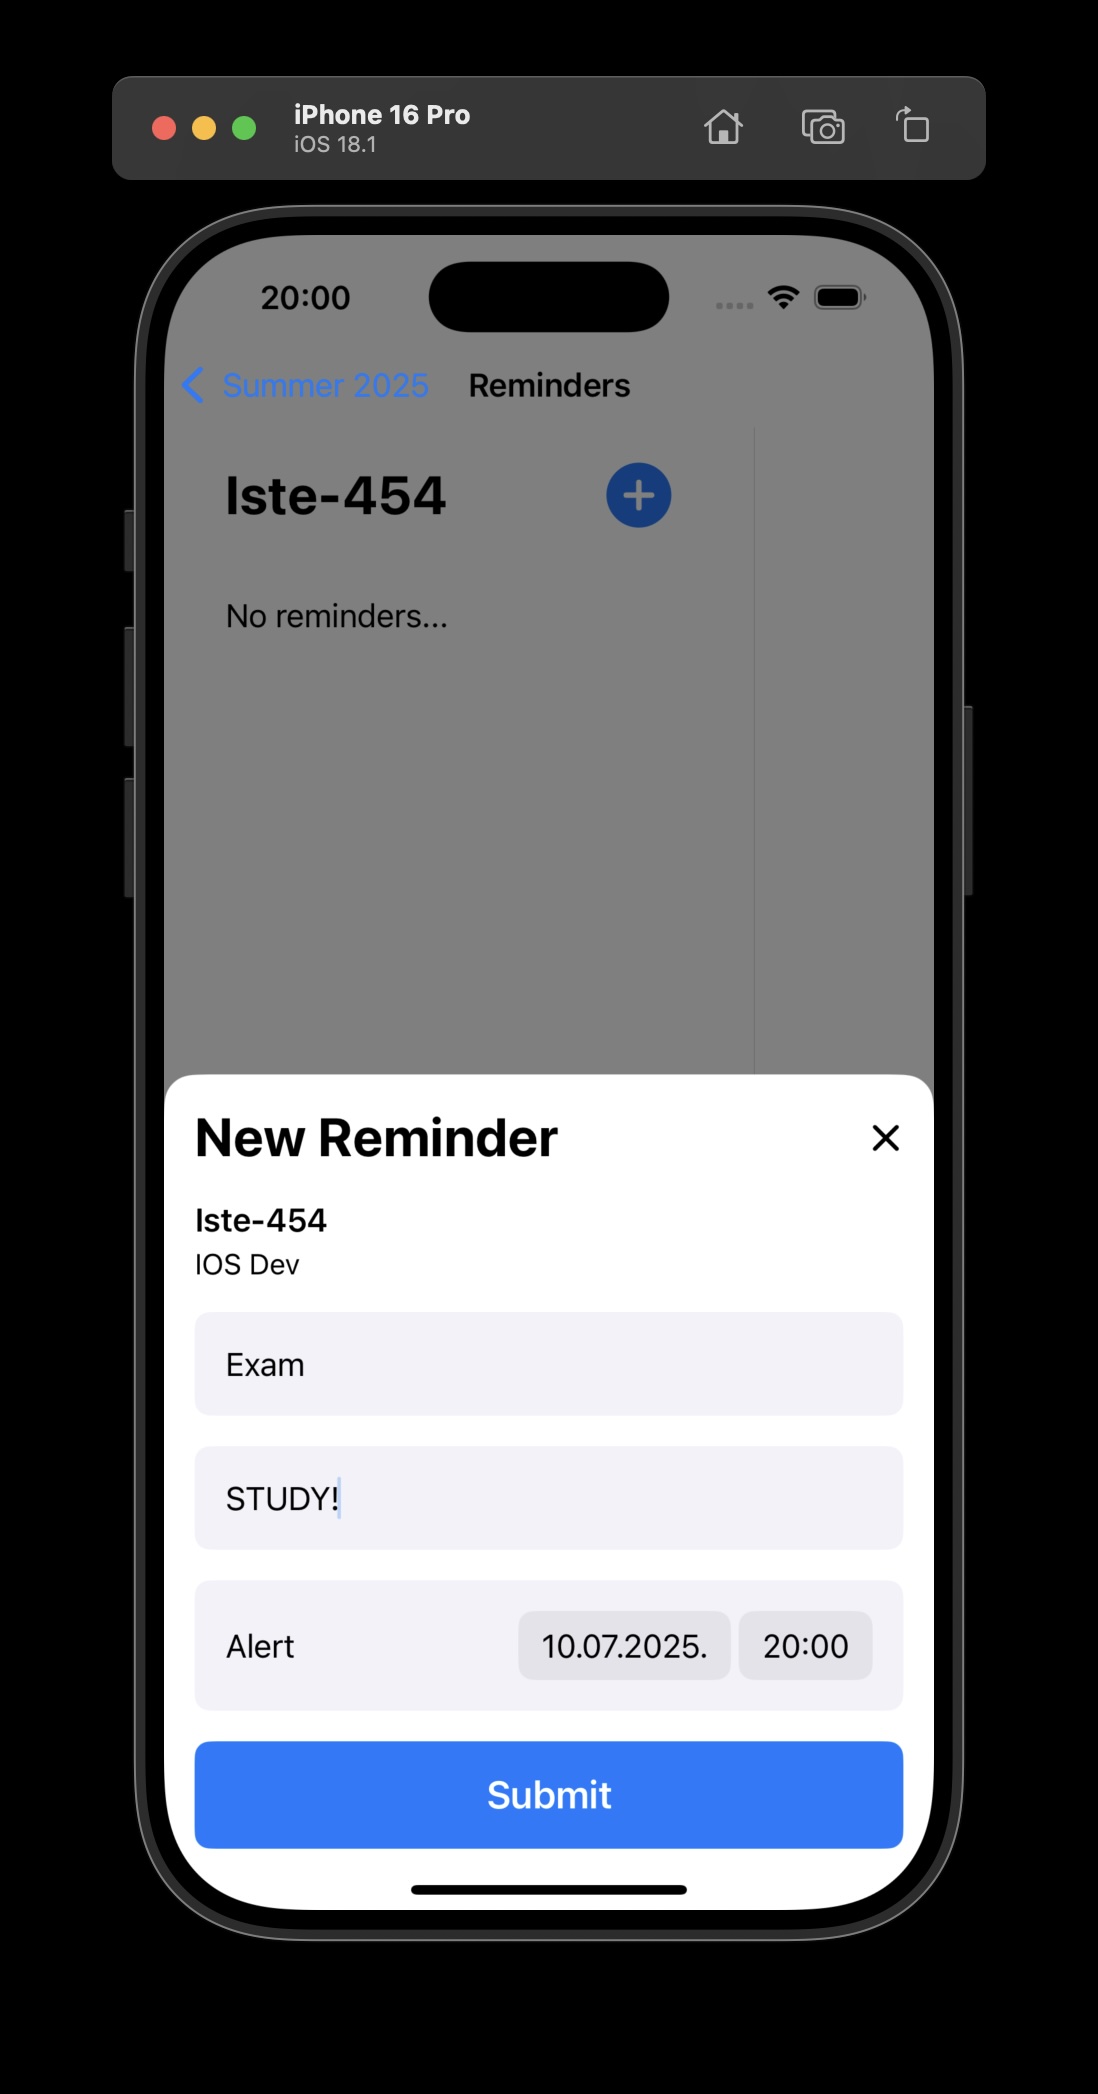 iPhone 16 Pro
iOS 18.1
20:00
Summer 2025 Reminders
Iste-454
No reminders...
New Reminder
Iste-454
IOS Dev
Exam
STUDY!
Alert 10.07.2025. 20:00
Submit